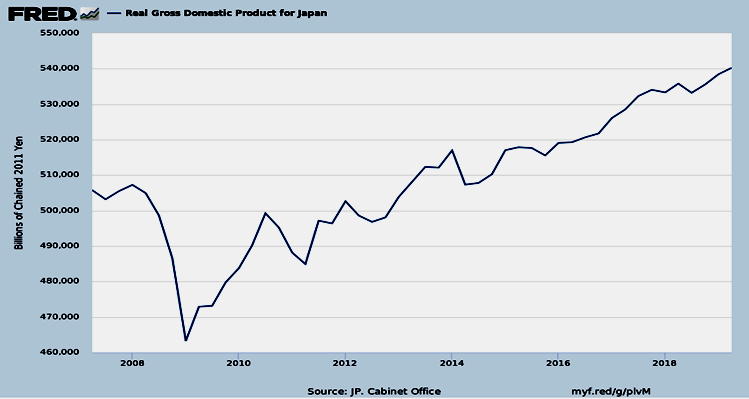 FRED — Real Gross Domestic Product for Japan
550,000
540,000
530,000
520,000
510,000
500,000
490,000
480,000
470,000
460,000
Billions of Chained 2011 Yen
2008 2010 2012 2014 2016 2018
Source: JP. Cabinet Office myf.red/g/plvM